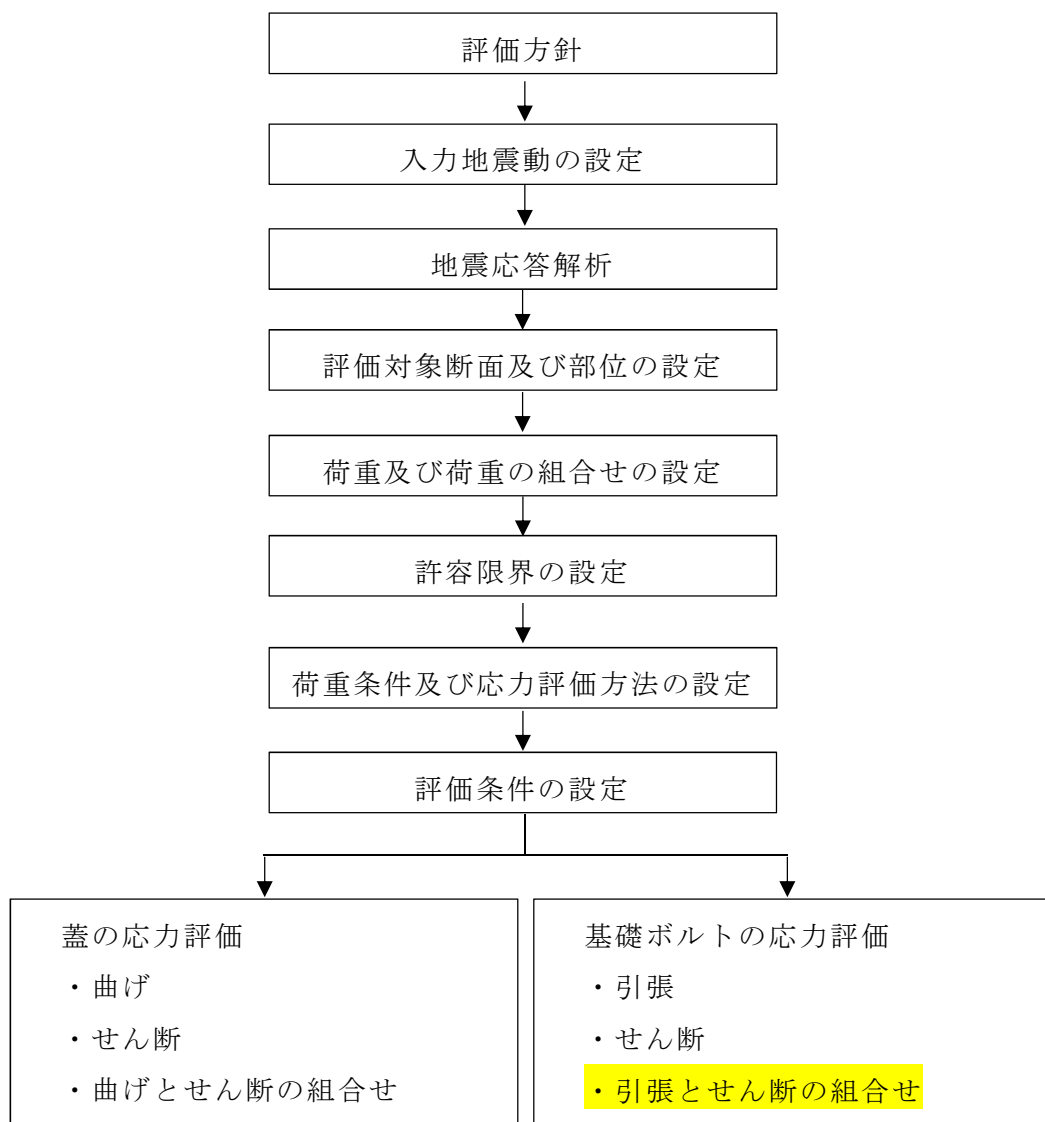 評価方針
入力地震動の設定
地震応答解析
評価対象断面及び部位の設定
荷重及び荷重の組合せの設定
許容限界の設定
荷重条件及び応力評価方法の設定
評価条件の設定
蓋の応力評価
・曲げ
・せん断
・曲げとせん断の組合せ
基礎ボルトの応力評価
・引張
・せん断
・引張とせん断の組合せ